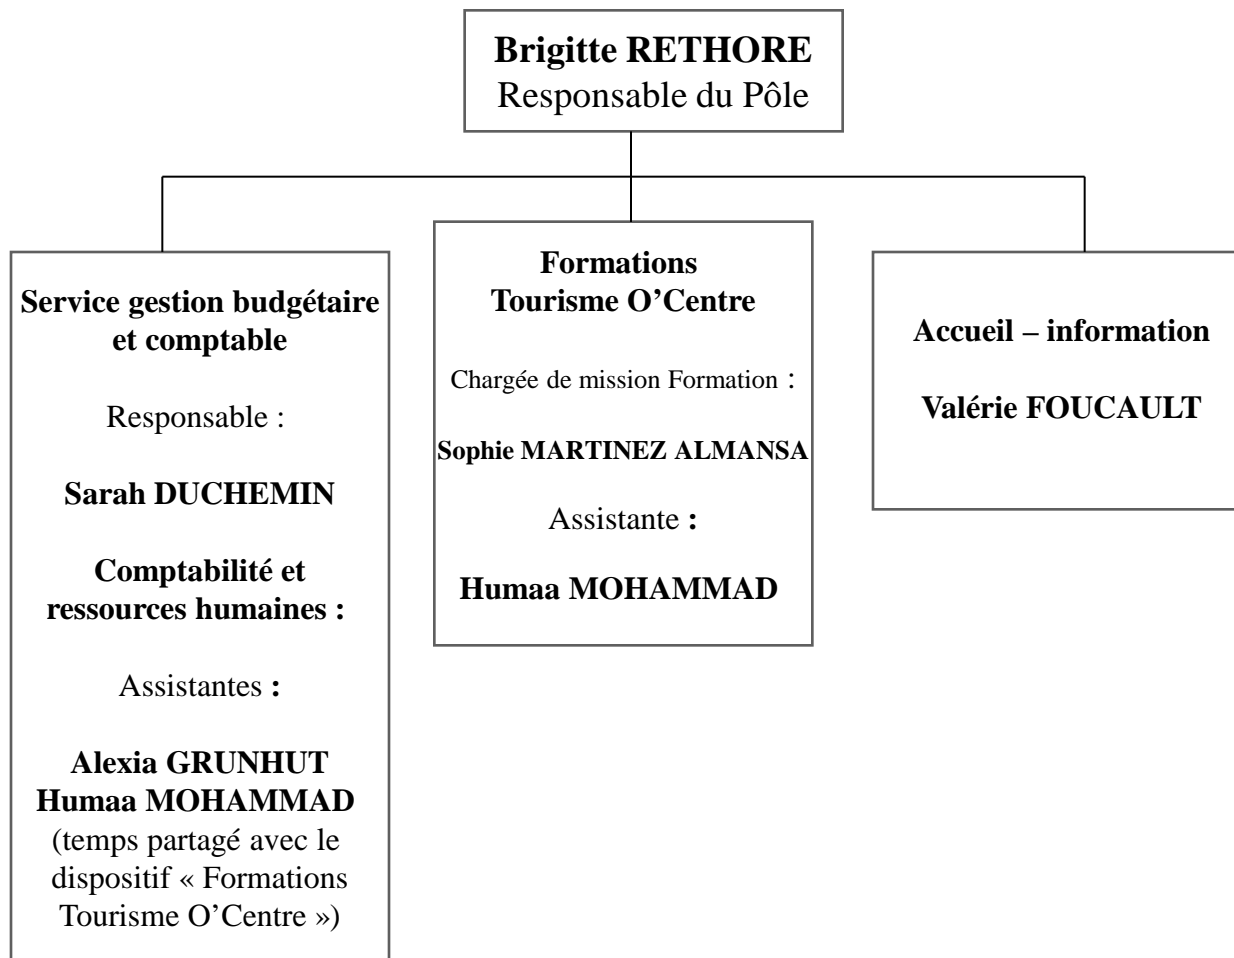 Brigitte RETHORE
Responsable du Pôle
Service gestion budgétaire
et comptable
Responsable :
Sarah DUCHEMIN
Comptabilité et
ressources humaines :
Assistantes :
Alexia GRUNHUT
Humaa MOHAMMAD
(temps partagé avec le
dispositif « Formations
Tourisme O’Centre »)
Formations
Tourisme O’Centre
Chargée de mission Formation :
Sophie MARTINEZ ALMANSA
Assistante :
Humaa MOHAMMAD
Accueil – information
Valérie FOUCAULT